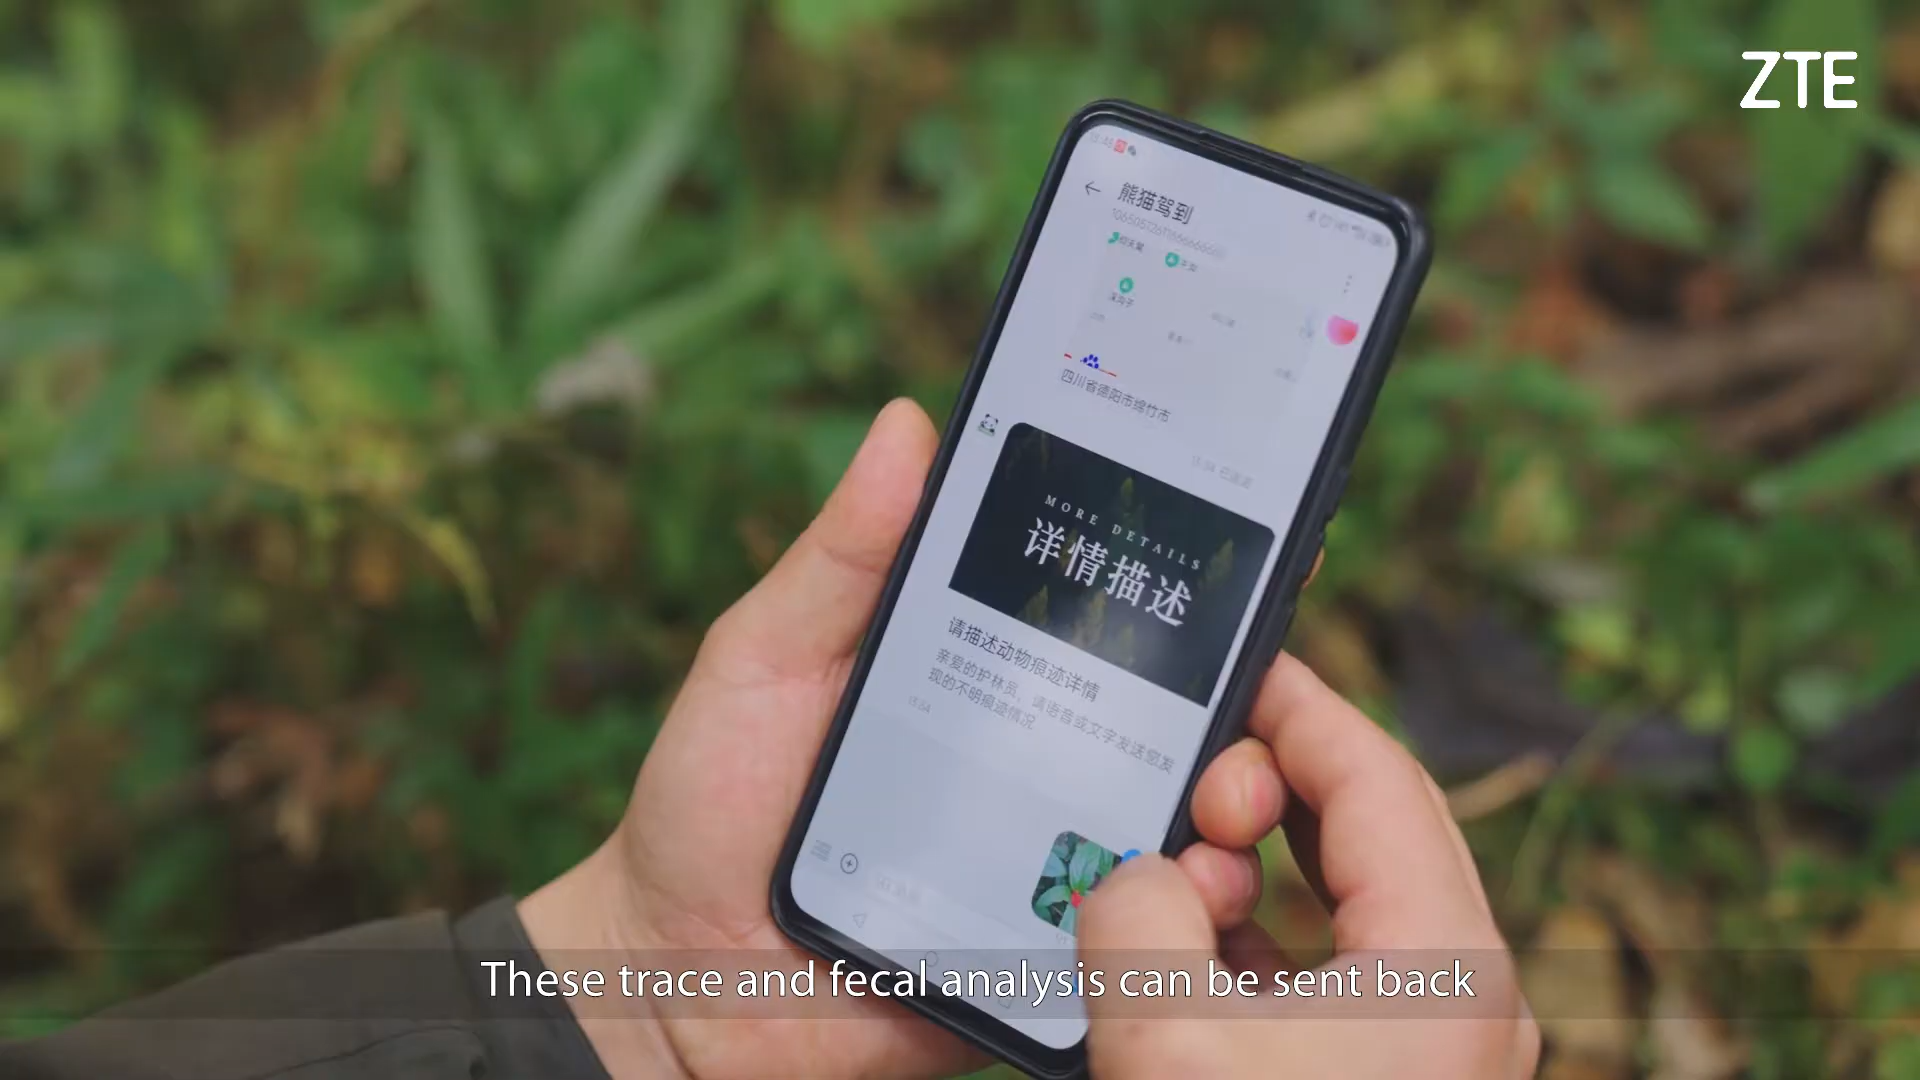 ZTE
熊猫驾到
四川省德阳市绵竹市
MORE DETAILS
详情描述
请描述动物痕迹详情
亲爱的护林员，请语音或文字发送您发
现的不明痕迹情况
These trace and fecal analysis can be sent back